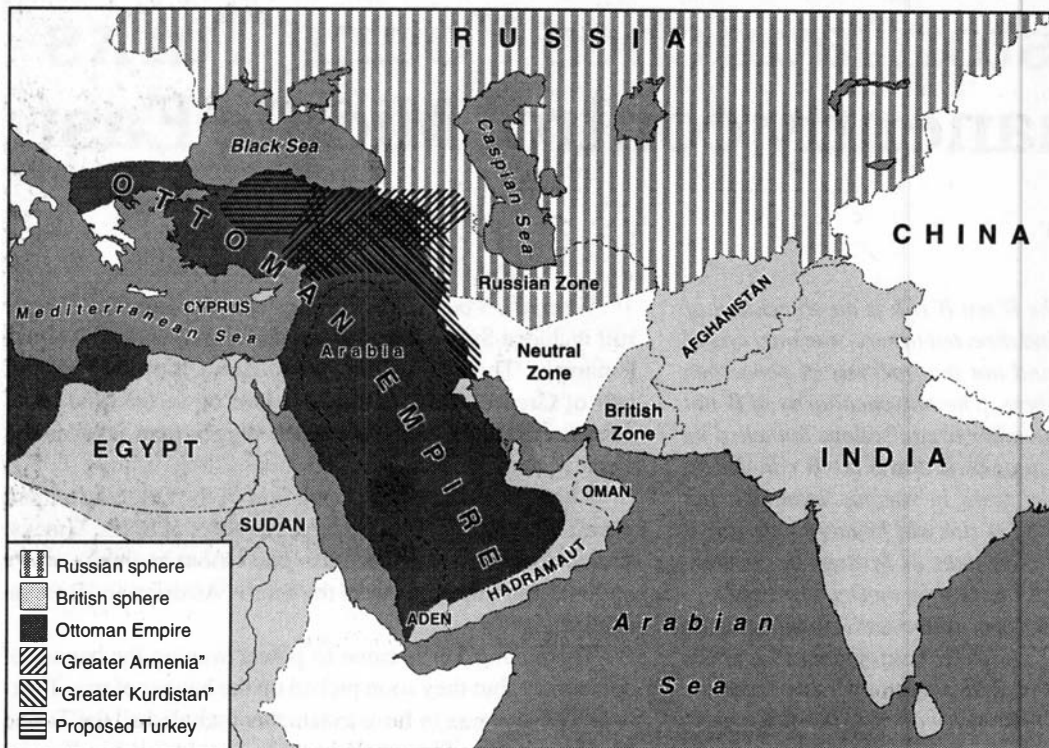 RUSSIA
Black Sea
Caspian Sea
OTTOMAN EMPIRE
CHINA
Russian Zone
CYPRUS
Mediterranean Sea
AFGHANISTAN
Arabia
Neutral
Zone
British
Zone
EGYPT
INDIA
OMAN
SUDAN
HADRAMAUT
ADEN
Arabian
Sea
Russian sphere
British sphere
Ottoman Empire
"Greater Armenia"
"Greater Kurdistan"
Proposed Turkey